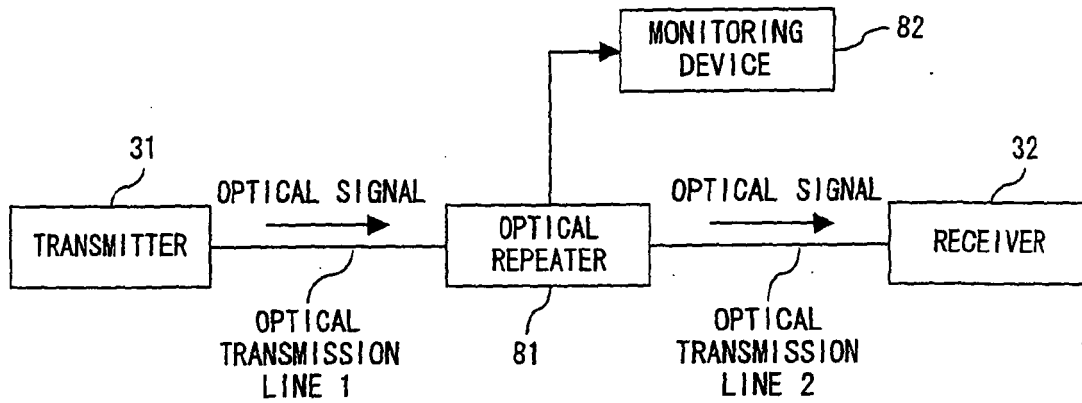 MONITORING
DEVICE
82
31
32
OPTICAL SIGNAL
OPTICAL SIGNAL
TRANSMITTER
OPTICAL
REPEATER
RECEIVER
OPTICAL
TRANSMISSION
LINE 1
81
OPTICAL
TRANSMISSION
LINE 2